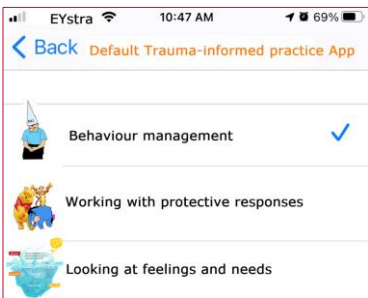 EYstra 10:47 AM 69%
Back Default Trauma-informed practice App
Behaviour management
Working with protective responses
Looking at feelings and needs